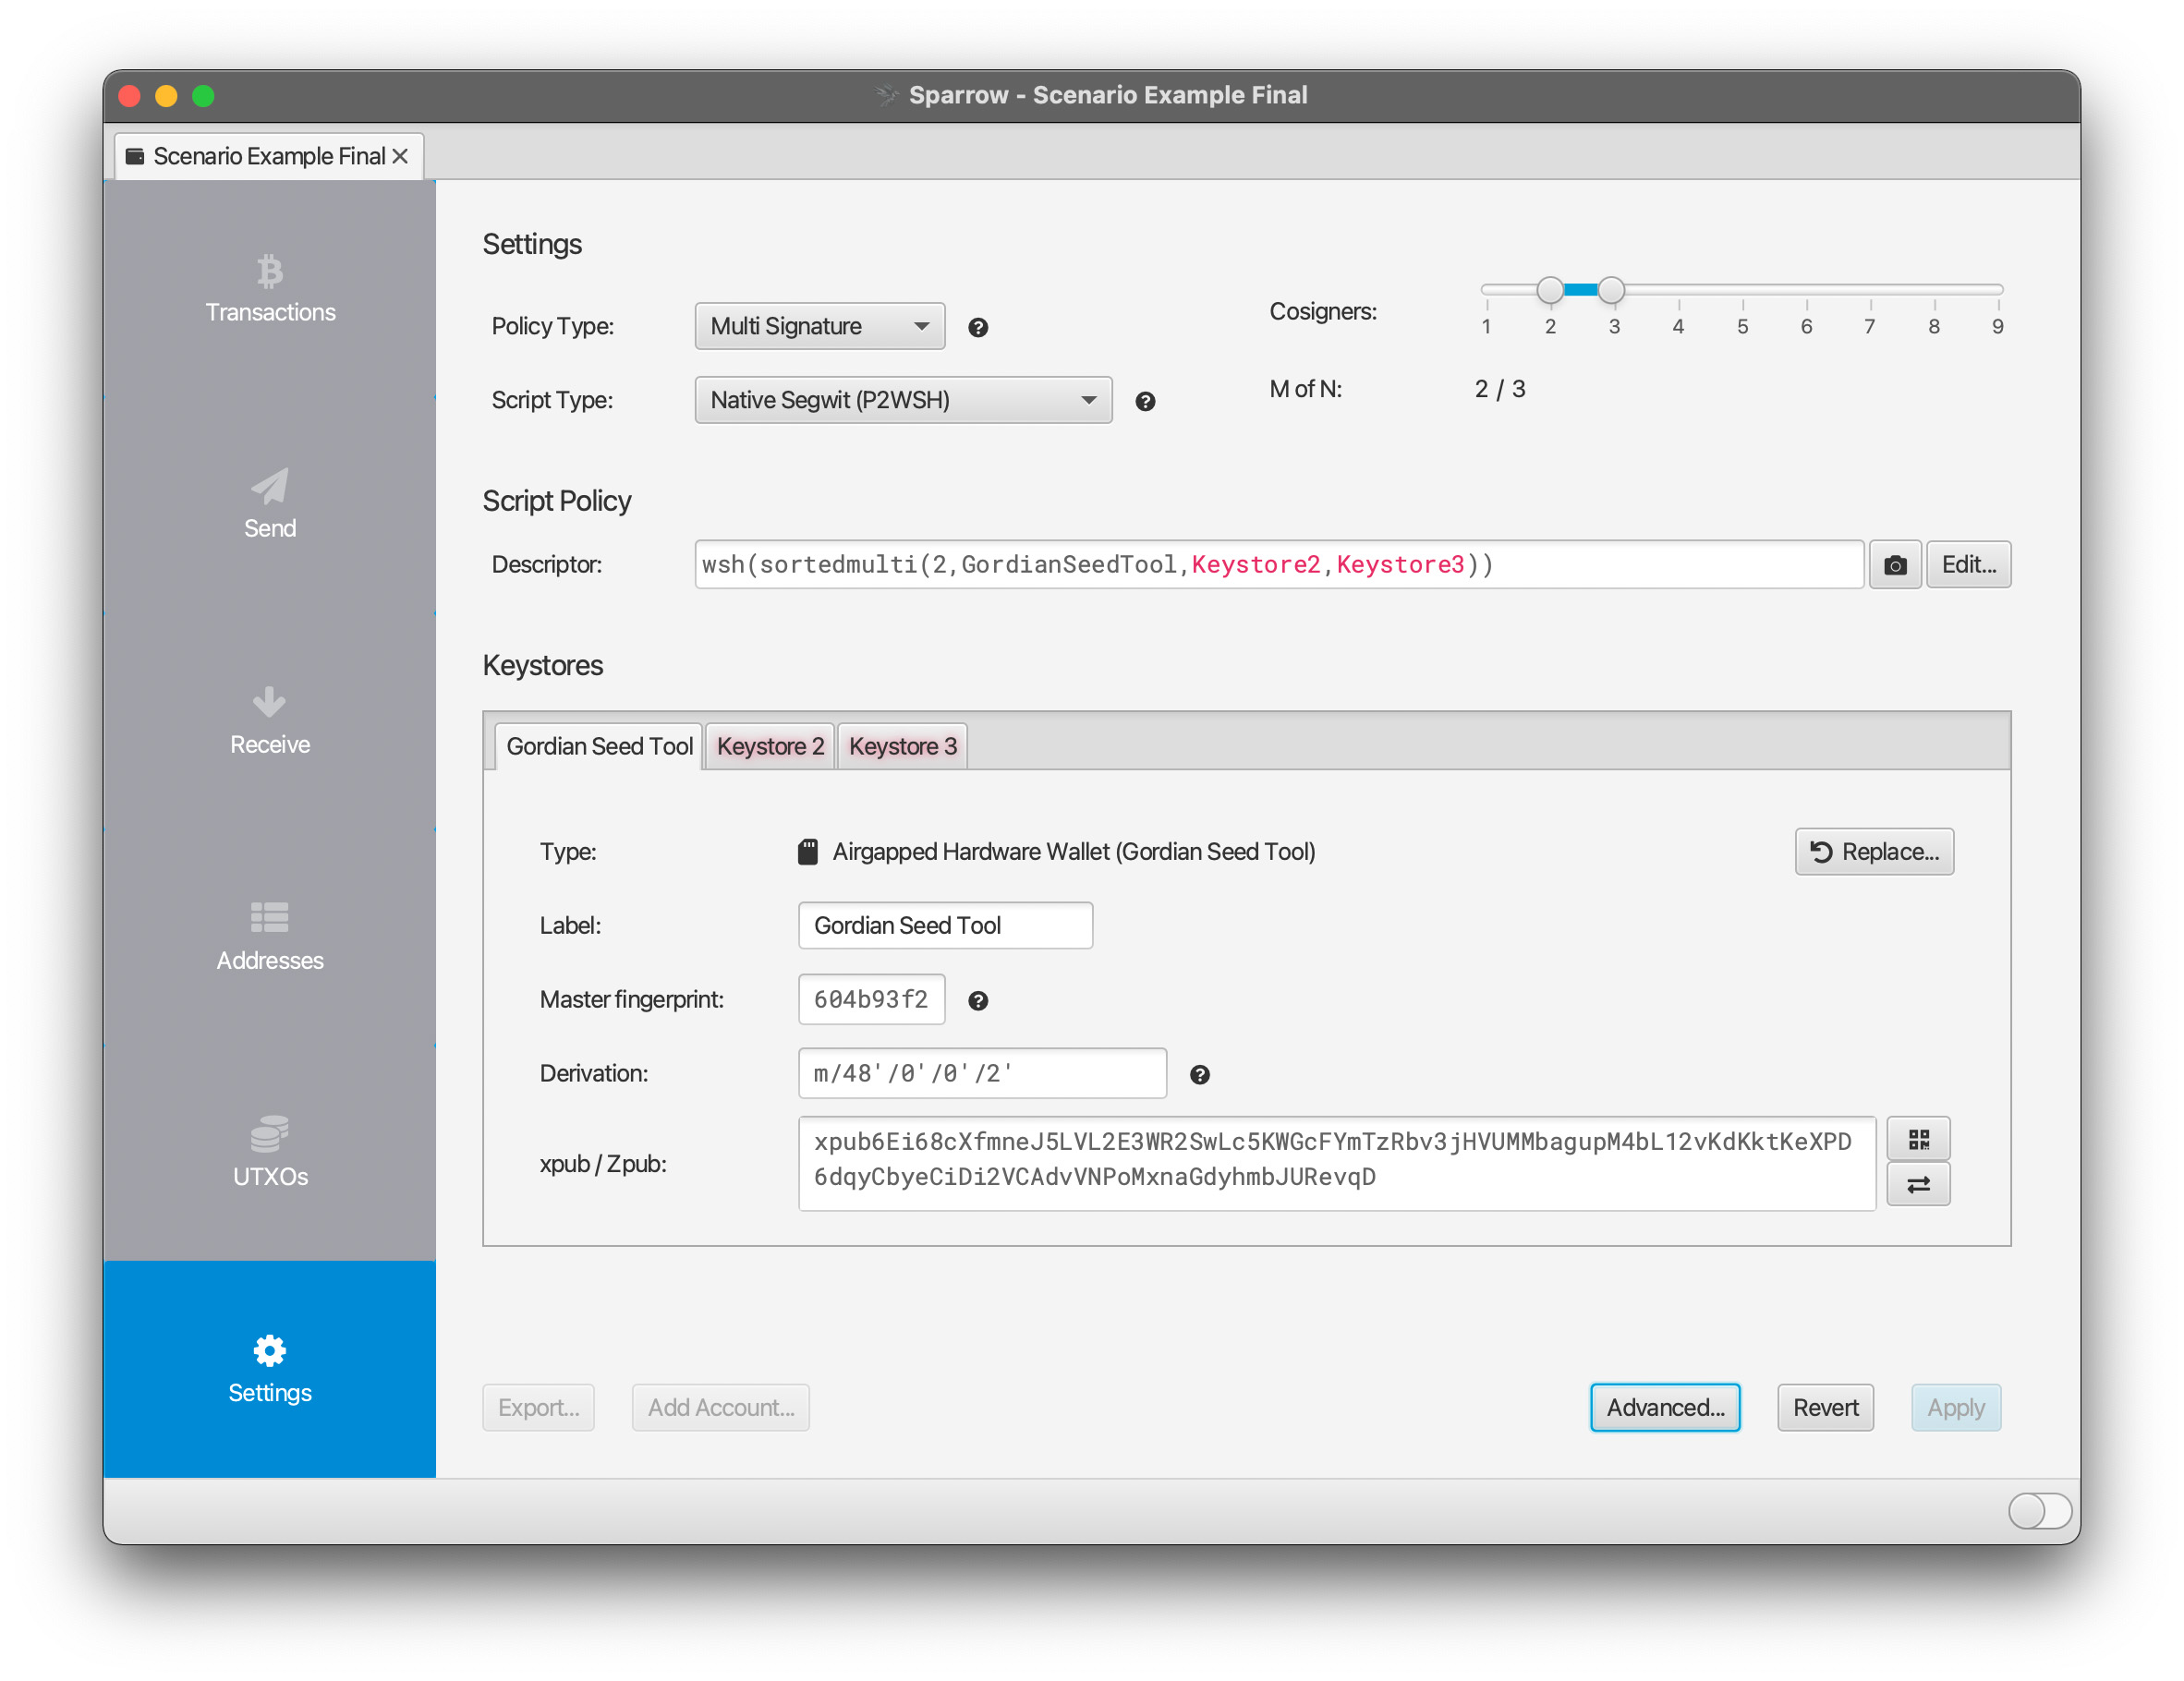 Sparrow - Scenario Example Final
Scenario Example Final
Transactions
Send
Receive
Addresses
UTXOs
Settings
Settings
Policy Type: Multi Signature
Cosigners:
1 2 3 4 5 6 7 8 9
Script Type: Native Segwit (P2WSH)
M of N: 2 / 3
Script Policy
Descriptor: wsh(sortedmulti(2,GordianSeedTool,Keystore2,Keystore3)) Edit...
Keystores
Gordian Seed Tool Keystore 2 Keystore 3
Type: Airgapped Hardware Wallet (Gordian Seed Tool) Replace...
Label: Gordian Seed Tool
Master fingerprint: 604b93f2
Derivation: m/48'/0'/0'/2'
xpub / Zpub:
xpub6Ei68cXfmneJ5LVL2E3WR2SwLc5KWGcFYmTzRbv3jHVUMMbagupM4bL12vKdKktKeXPD
6dqyCbyeCiDi2VCAdvVNPoMxnaGdyhmbJURevqD
Export... Add Account... Advanced... Revert Apply